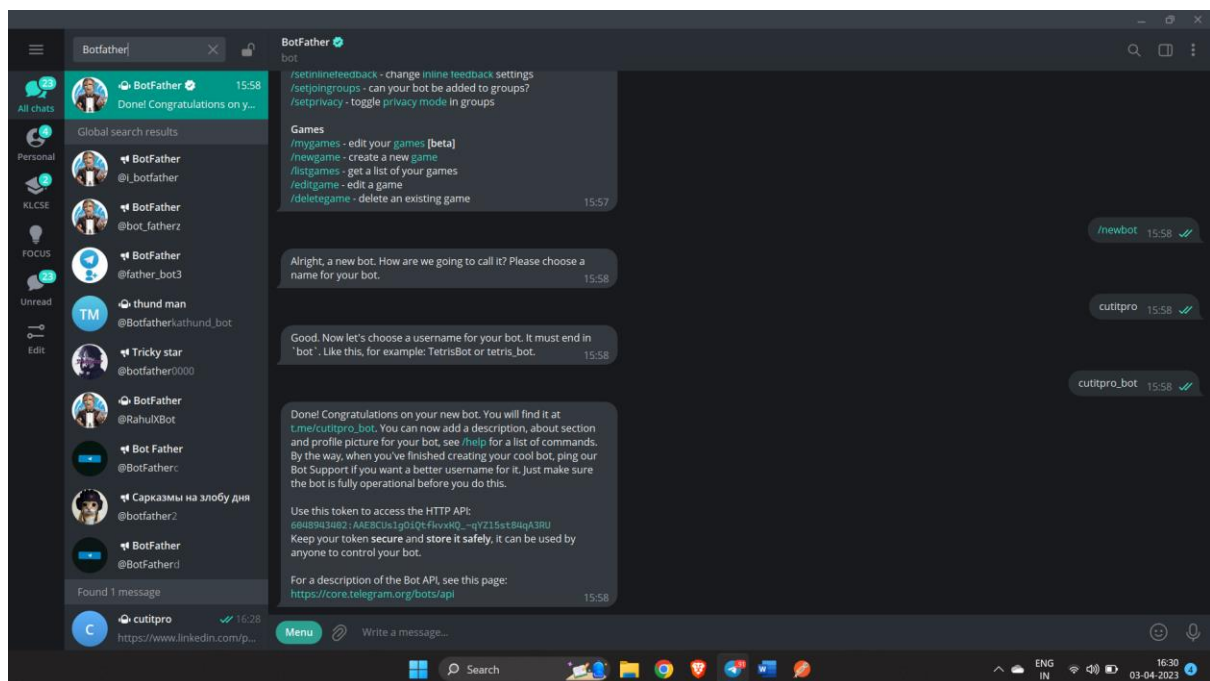 Botfather
BotFather
bot
All chats
23
Personal
4
KLCSE
2
FOCUS
Unread
23
Edit
BotFather 15:58
Done! Congratulations on y...
Global search results
BotFather
@i_botfather
BotFather
@bot_fatherz
BotFather
@father_bot3
TM
thund man
@Botfatherkathund_bot
Tricky star
@botfather0000
BotFather
@RahulXBot
Bot Father
@BotFatherc
Сарказмы на злобу дня
@botfather2
BotFather
@BotFatherd
Found 1 message
C
cutitpro 16:28
https://www.linkedin.com/p...
/setinlinefeedback - change inline feedback settings
/setjoingroups - can your bot be added to groups?
/setprivacy - toggle privacy mode in groups
Games
/mygames - edit your games [beta]
/newgame - create a new game
/listgames - get a list of your games
/editgame - edit a game
/deletegame - delete an existing game 15:57
/newbot 15:58
Alright, a new bot. How are we going to call it? Please choose a
name for your bot. 15:58
cutitpro 15:58
Good. Now let's choose a username for your bot. It must end in
`bot`. Like this, for example: TetrisBot or tetris_bot. 15:58
cutitpro_bot 15:58
Done! Congratulations on your new bot. You will find it at
t.me/cutitpro_bot. You can now add a description, about section
and profile picture for your bot, see /help for a list of commands.
By the way, when you've finished creating your cool bot, ping our
Bot Support if you want a better username for it. Just make sure
the bot is fully operational before you do this.
Use this token to access the HTTP API:
Keep your token secure and store it safely, it can be used by
anyone to control your bot.
For a description of the Bot API, see this page:
https://core.telegram.org/bots/api 15:58
Menu
Write a message...
Search
ENG
IN
16:30
03-04-2023